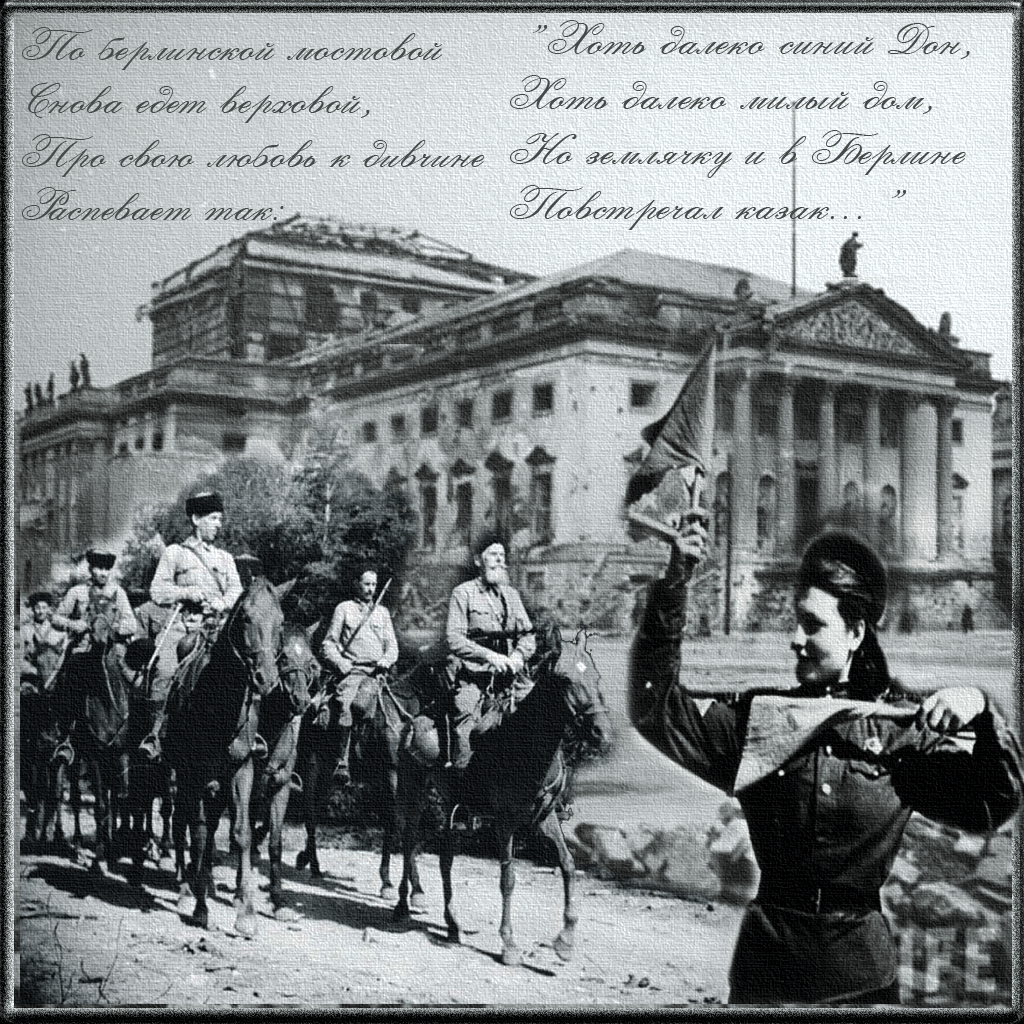 По берлинской мостовой
Снова едет верховой,
Про свою любовь к дивчине
Распевает так:
"Хоть далеко синий Дон,
Хоть далеко милый дом,
Но землячку и в Берлине
Повстречал казак... "